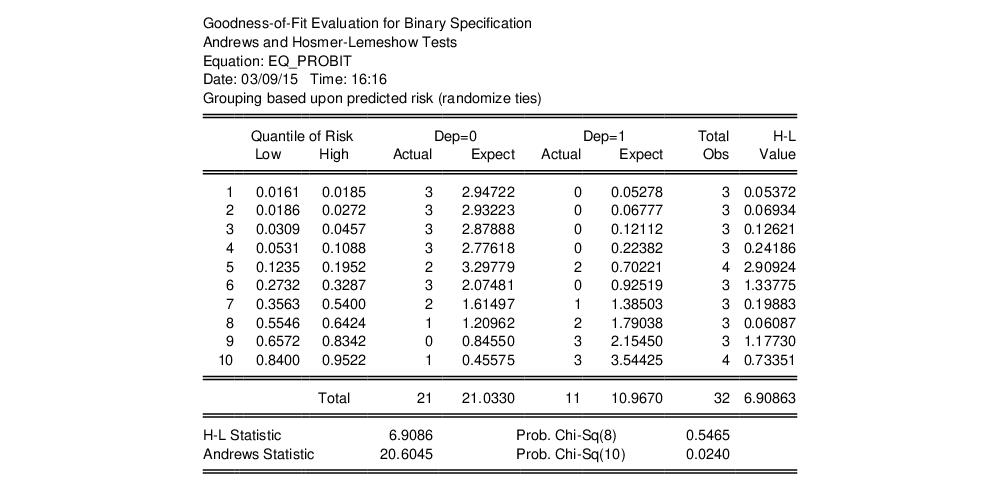 Goodness-of-Fit Evaluation for Binary Specification
Andrews and Hosmer-Lemeshow Tests
Equation: EQ_PROBIT
Date: 03/09/15 Time: 16:16
Grouping based upon predicted risk (randomize ties)
Quantile of Risk Dep=0 Dep=1 Total H-L
Low High Actual Expect Actual Expect Obs Value
1 0.0161 0.0185 3 2.94722 0 0.05278 3 0.05372
2 0.0186 0.0272 3 2.93223 0 0.06777 3 0.06934
3 0.0309 0.0457 3 2.87888 0 0.12112 3 0.12621
4 0.0531 0.1088 3 2.77618 0 0.22382 3 0.24186
5 0.1235 0.1952 2 3.29779 2 0.70221 4 2.90924
6 0.2732 0.3287 3 2.07481 0 0.92519 3 1.33775
7 0.3563 0.5400 2 1.61497 1 1.38503 3 0.19883
8 0.5546 0.6424 1 1.20962 2 1.79038 3 0.06087
9 0.6572 0.8342 0 0.84550 3 2.15450 3 1.17730
10 0.8400 0.9522 1 0.45575 3 3.54425 4 0.73351
Total 21 21.0330 11 10.9670 32 6.90863
H-L Statistic 6.9086 Prob. Chi-Sq(8) 0.5465
Andrews Statistic 20.6045 Prob. Chi-Sq(10) 0.0240